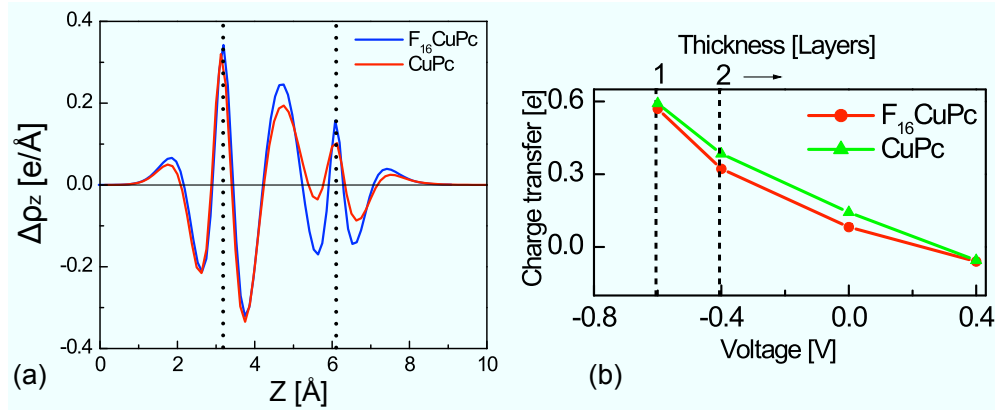 0.4
0.2
0.0
-0.2
-0.4
Δρz [e/Å]
F16CuPc
CuPc
0 2 4 6 8 10
Z [Å]
(a)
Thickness [Layers]
1 2 →
0.6
0.3
0.0
Charge transfer [e]
F16CuPc
CuPc
-0.8 -0.4 0.0 0.4
Voltage [V]
(b)